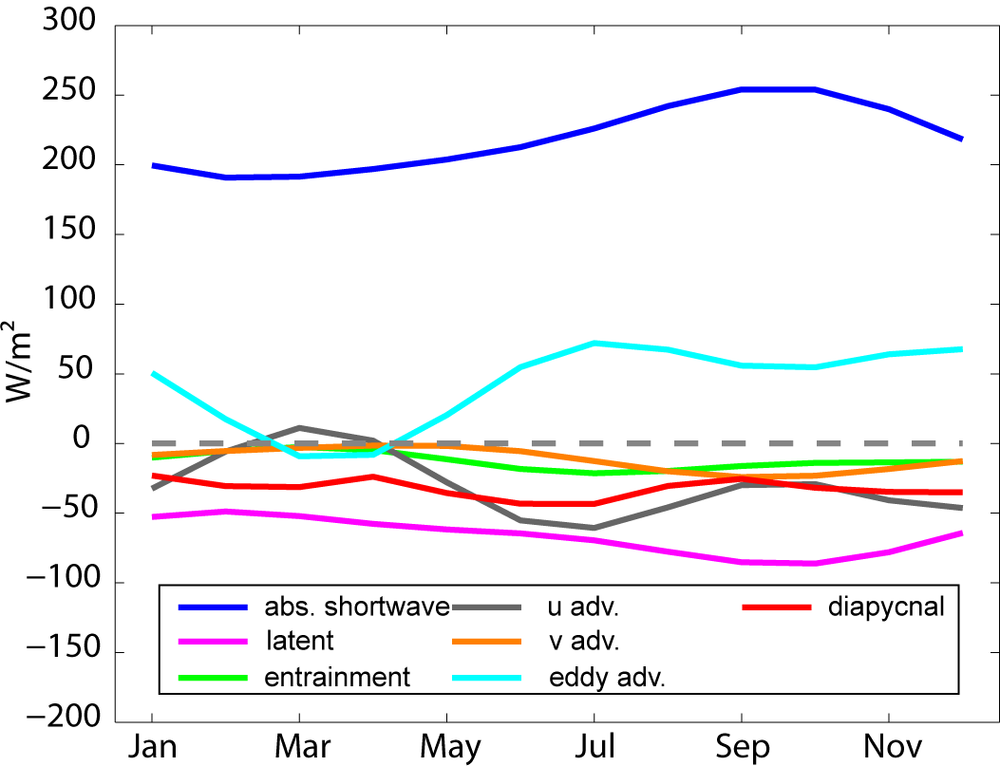 300
250
200
150
100
50
0
−50
−100
−150
−200
W/m²
abs. shortwave u adv. diapycnal
latent v adv.
entrainment eddy adv.
Jan Mar May Jul Sep Nov